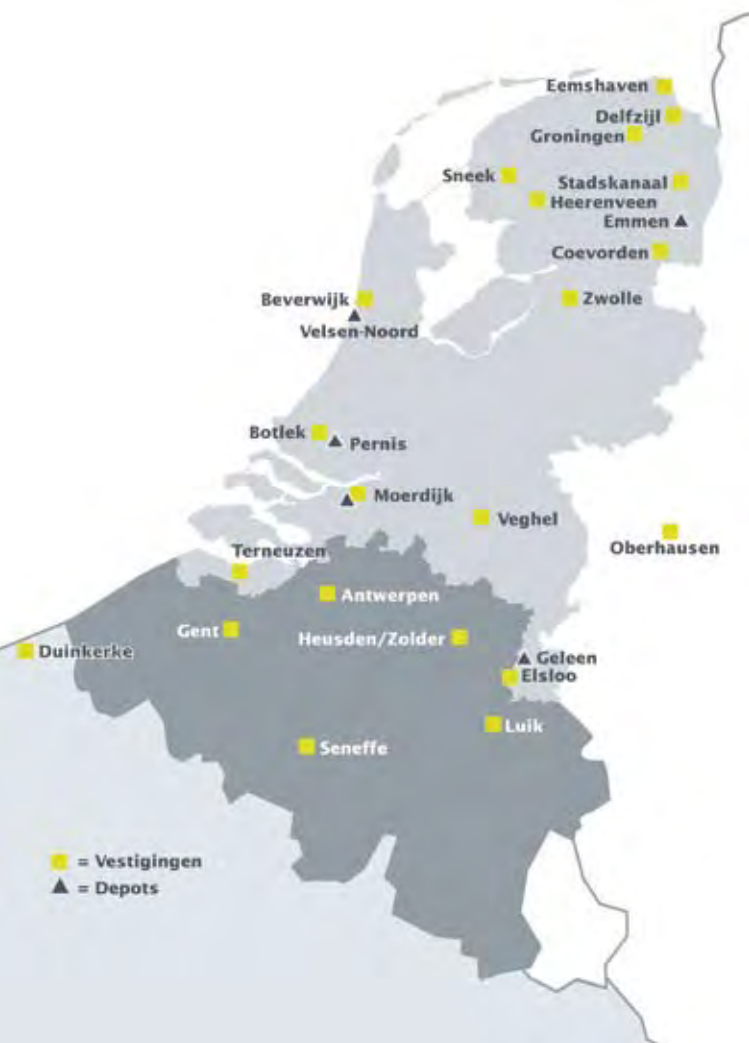 Eemshaven
Delfzijl
Groningen
Sneek
Stadskanaal
Heerenveen
Emmen
Coevorden
Beverwijk
Zwolle
Velsen-Noord
Botlek
Pernis
Moerdijk
Veghel
Oberhausen
Terneuzen
Antwerpen
Gent
Heusden/Zolder
Duinkerke
Geleen
Elsloo
Luik
Seneffe
= Vestigingen
= Depots